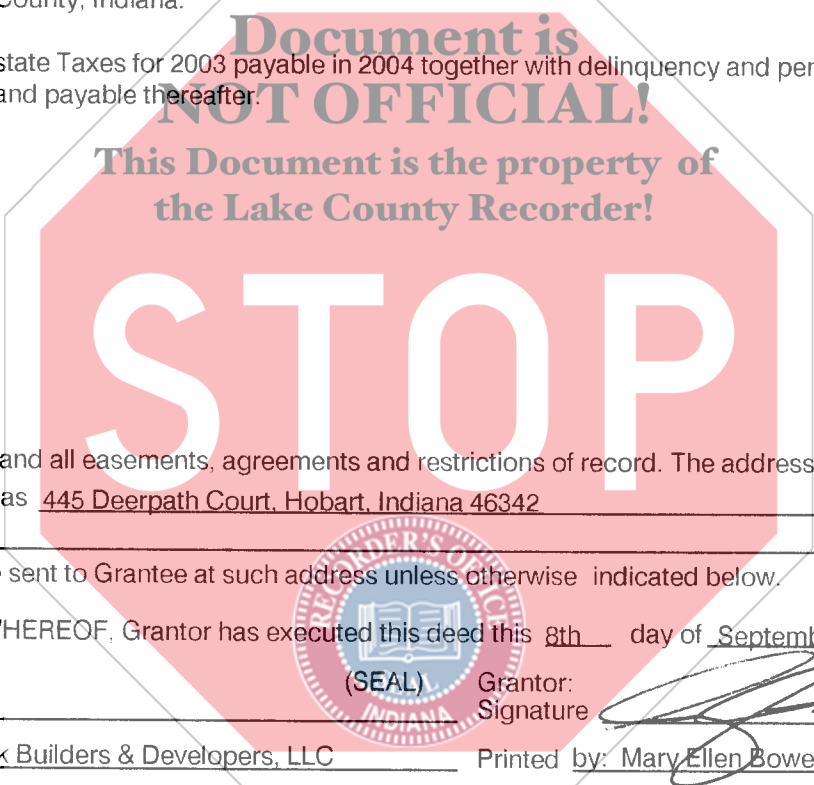 County, Indiana.
Document is
state Taxes for 2003 payable in 2004 together with delinquency and pen
and payable thereafter.
NOT OFFICIAL!
This Document is the property of
the Lake County Recorder!
STOP
and all easements, agreements and restrictions of record. The address
as 445 Deerpath Court, Hobart, Indiana 46342
sent to Grantee at such address unless otherwise indicated below.
HEREOF, Grantor has executed this deed this 8th day of Septemb
RECORDER'S OFFICE
(SEAL) Grantor:
Signature
INDIANA
Builders & Developers, LLC Printed by: Mary Ellen Bowe